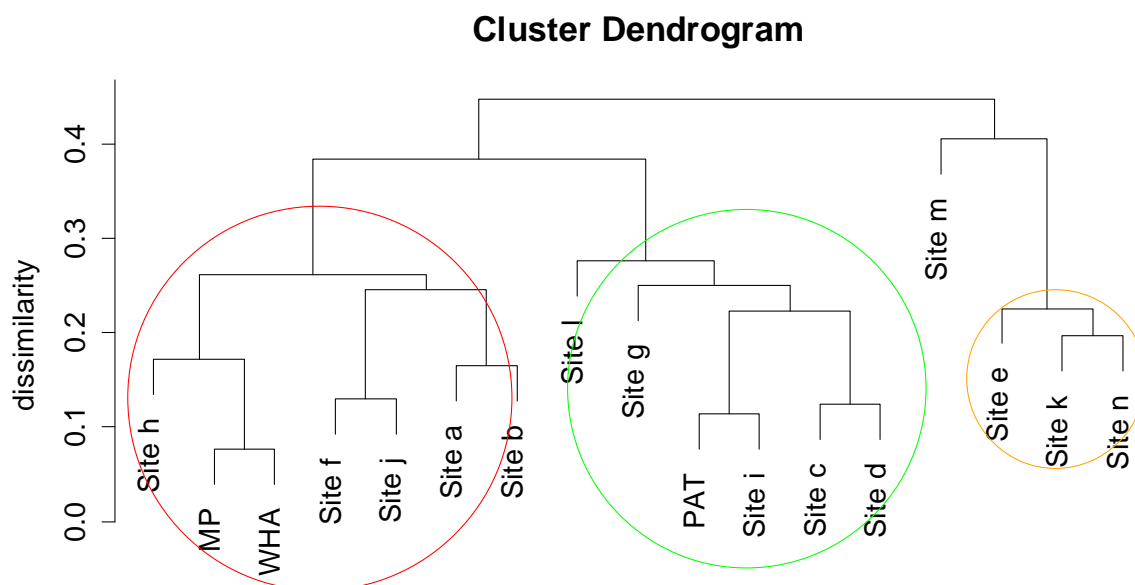 Cluster Dendrogram
dissimilarity
0.4
0.3
0.2
0.1
0.0
Site h
MP
WHA
Site f
Site j
Site a
Site b
Site l
Site g
PAT
Site i
Site c
Site d
Site m
Site e
Site k
Site n